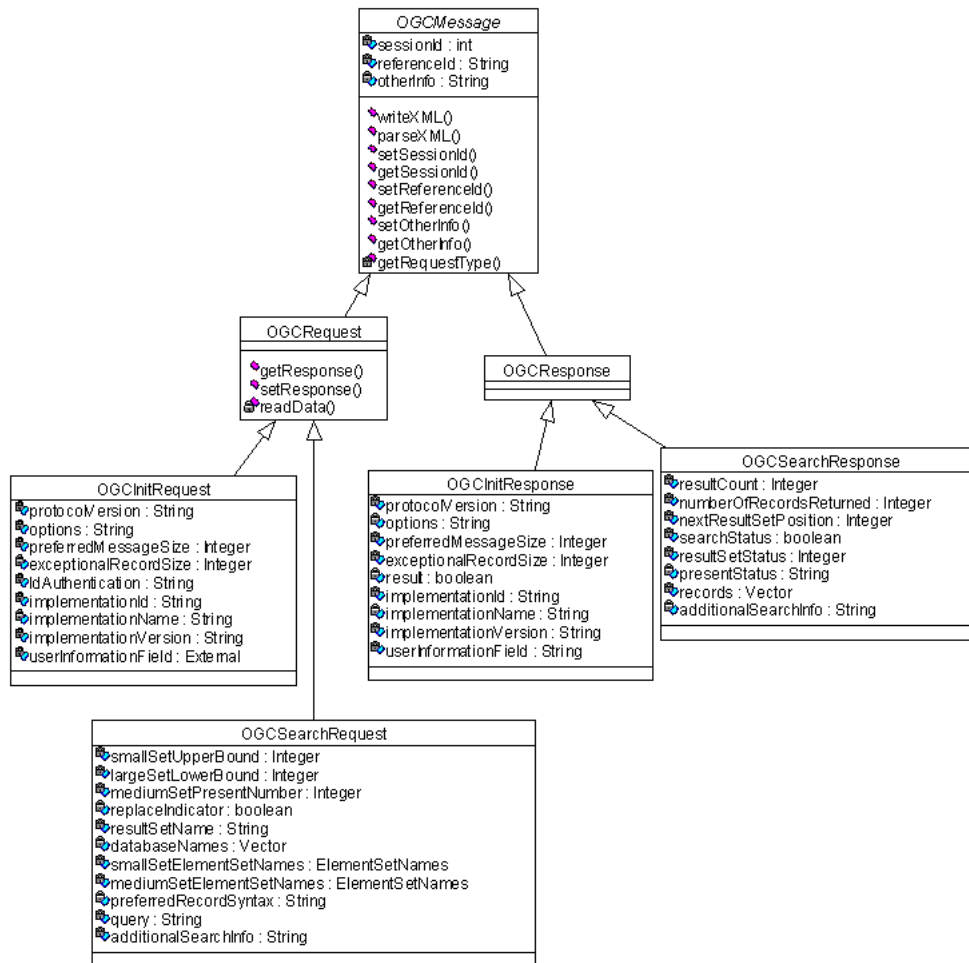 OGCMessage
sessionId : int
referenceId : String
otherInfo : String
writeXML()
parseXML()
setSessionId()
getSessionId()
setReferenceId()
getReferenceId()
setOtherInfo()
getOtherInfo()
getRequestType()
OGCRequest
getResponse()
setResponse()
readData()
OGCResponse
OGCInitRequest
protocolVersion : String
options : String
preferredMessageSize : Integer
exceptionalRecordSize : Integer
IdAuthentication : String
implementationId : String
implementationName : String
implementationVersion : String
userInformationField : External
OGCInitResponse
protocolVersion : String
options : String
preferredMessageSize : Integer
exceptionalRecordSize : Integer
result : boolean
implementationId : String
implementationName : String
implementationVersion : String
userInformationField : String
OGCSearchResponse
resultCount : Integer
numberOfRecordsReturned : Integer
nextResultSetPosition : Integer
searchStatus : boolean
resultSetStatus : Integer
presentStatus : String
records : Vector
additionalSearchInfo : String
OGCSearchRequest
smallSetUpperBound : Integer
largeSetLowerBound : Integer
mediumSetPresentNumber : Integer
replaceIndicator : boolean
resultSetName : String
databaseNames : Vector
smallSetElementSetNames : ElementSetNames
mediumSetElementSetNames : ElementSetNames
preferredRecordSyntax : String
query : String
additionalSearchInfo : String